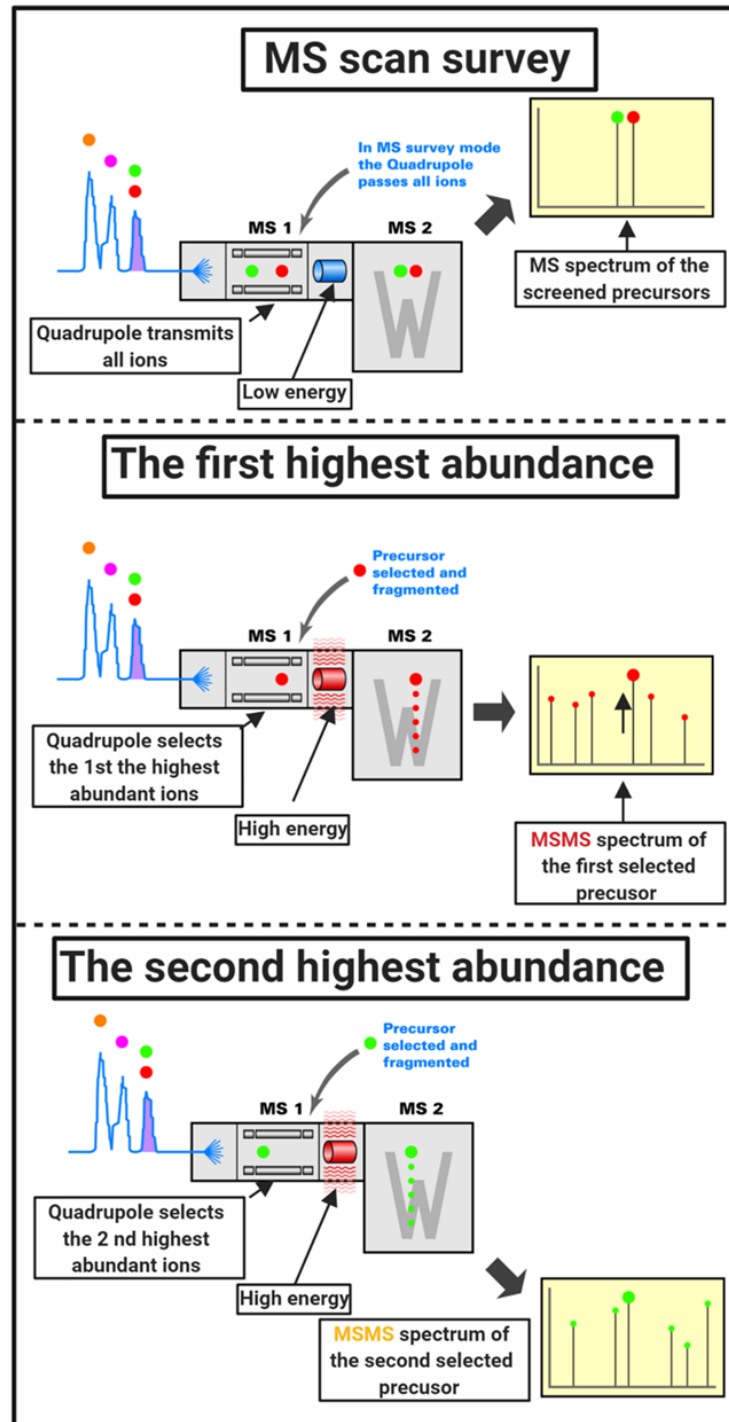 MS scan survey
In MS survey mode
the Quadrupole
passes all ions
MS 1
MS 2
MS spectrum of the
screened precursors
Quadrupole transmits
all ions
Low energy
The first highest abundance
Precursor
selected and
fragmented
MS 1
MS 2
Quadrupole selects
the 1st the highest
abundant ions
High energy
MSMS spectrum of
the first selected
precusor
The second highest abundance
Precursor
selected and
fragmented
MS 1
MS 2
Quadrupole selects
the 2 nd highest
abundant ions
High energy
MSMS spectrum of
the second selected
precusor